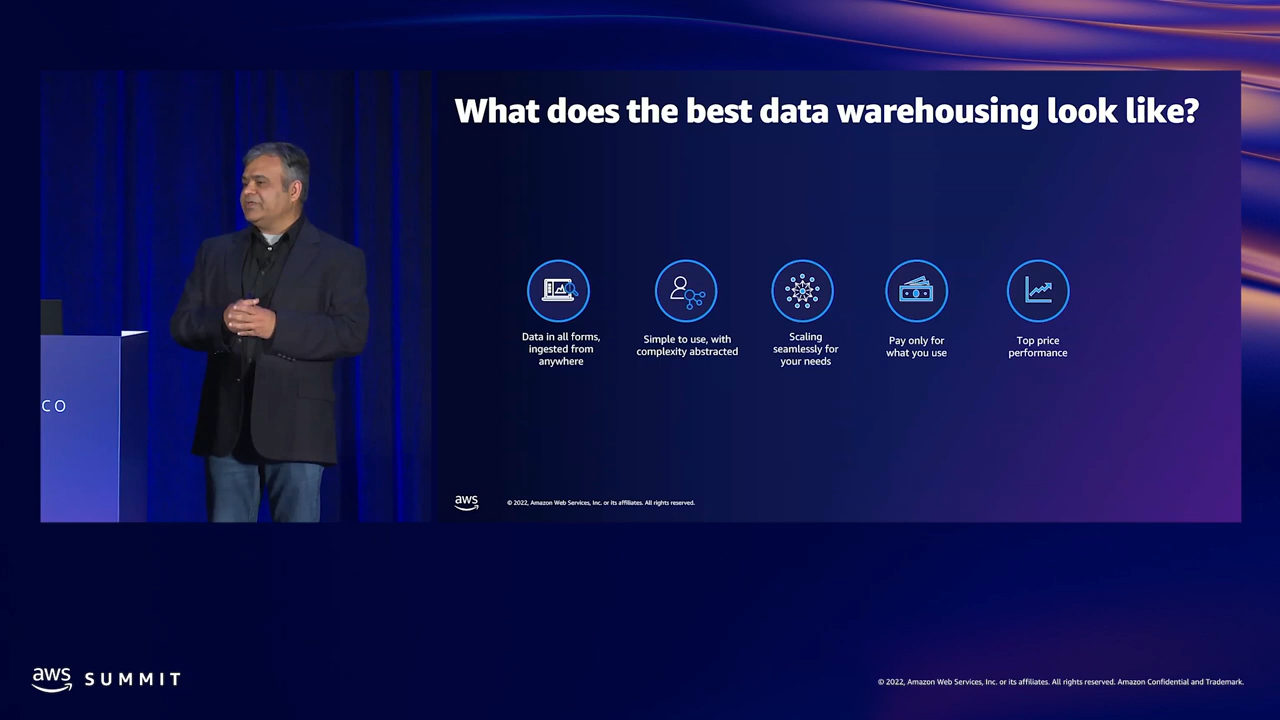 What does the best data warehousing look like?
Data in all forms,
ingested from
anywhere
Simple to use, with
complexity abstracted
Scaling
seamlessly for
your needs
Pay only for
what you use
Top price
performance
CO
aws
© 2022, Amazon Web Services, Inc. or its affiliates. All rights reserved.
aws SUMMIT
© 2022, Amazon Web Services, Inc. or its affiliates. All rights reserved. Amazon Confidential and Trademark.